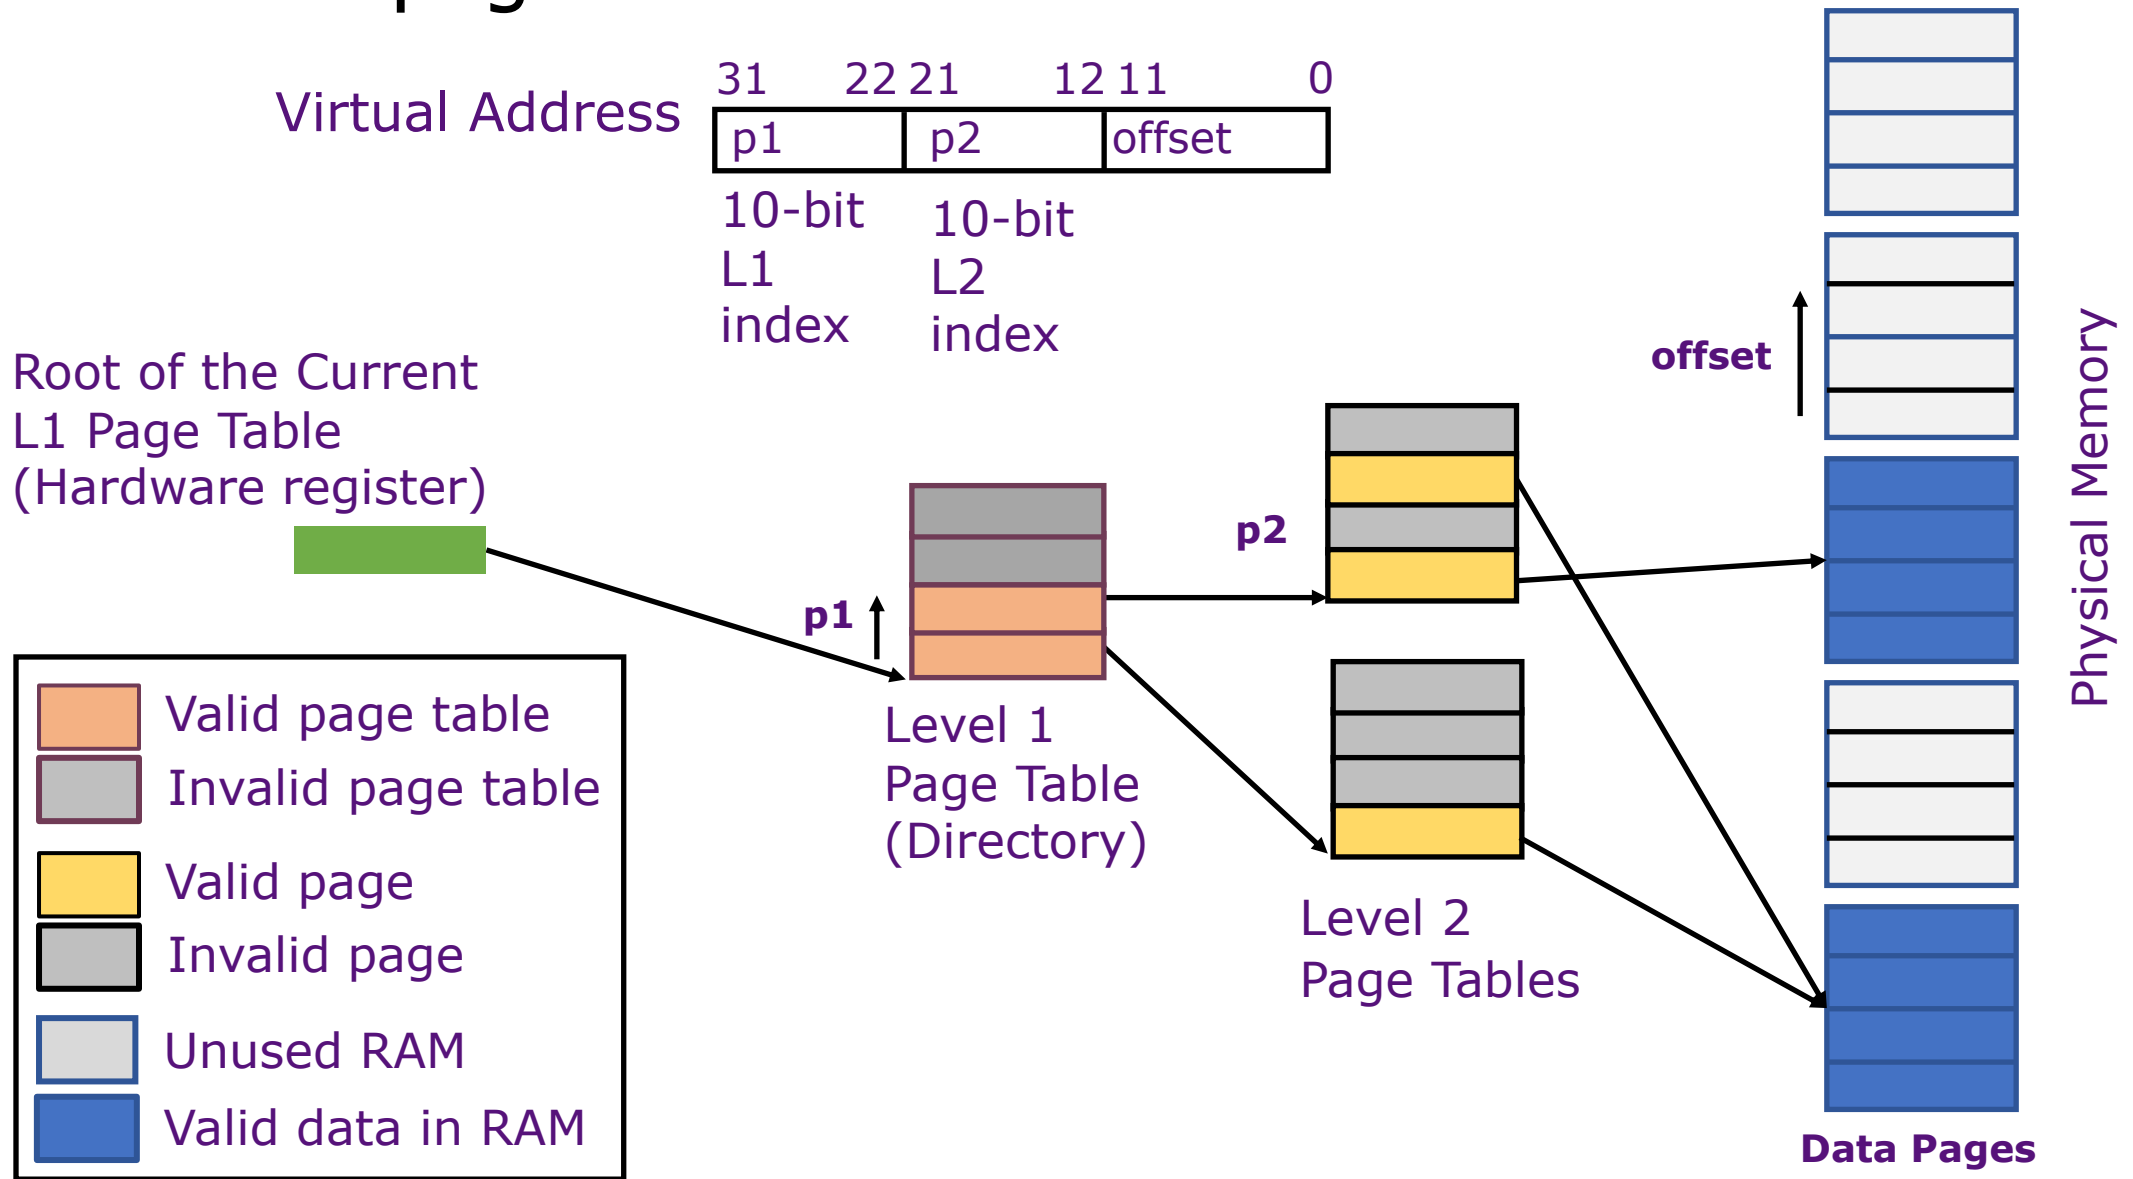 31 22 21 12 11 0
Virtual Address
p1 p2 offset
10-bit
L1
index
10-bit
L2
index
Root of the Current
L1 Page Table
(Hardware register)
p1
p2
offset
Level 1
Page Table
(Directory)
Level 2
Page Tables
Physical Memory
Data Pages
Valid page table
Invalid page table
Valid page
Invalid page
Unused RAM
Valid data in RAM